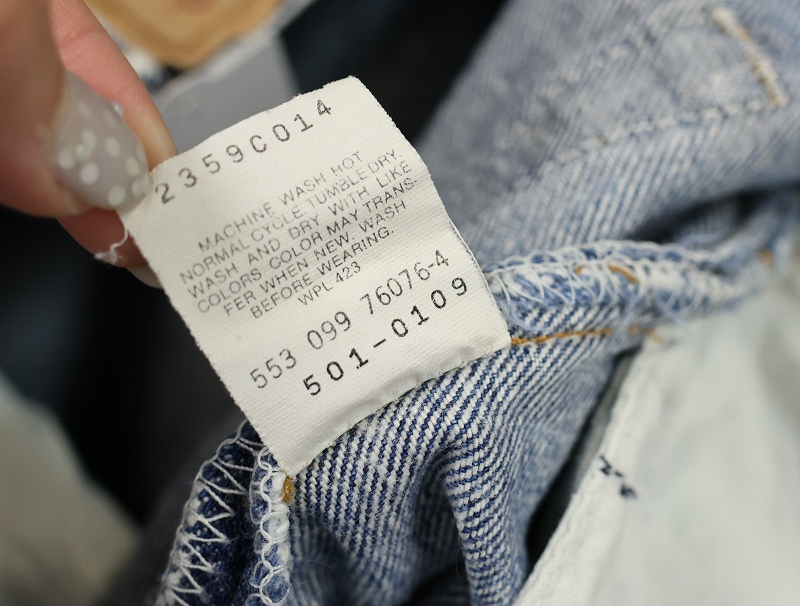 2359C014
MACHINE WASH HOT
NORMAL CYCLE, TUMBLE DRY,
WASH AND DRY WITH LIKE
COLORS. COLOR MAY TRANS-
FER WHEN NEW, WASH
BEFORE WEARING.
WPL 423
553 099 76076-4
501-0109